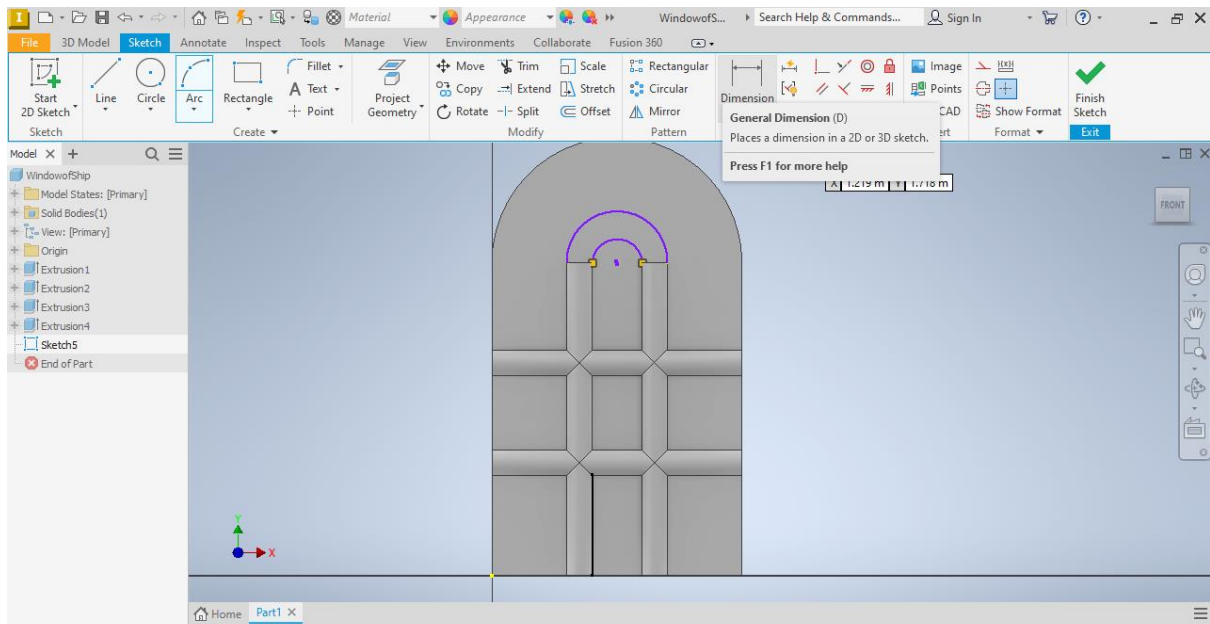 Material Appearance WindowofS... Search Help & Commands... Sign In
File 3D Model Sketch Annotate Inspect Tools Manage View Environments Collaborate Fusion 360
Start 2D Sketch
Line
Circle
Arc
Rectangle
Fillet
Text
Point
Project Geometry
Move Trim Scale
Copy Extend Stretch
Rotate Split Offset
Rectangular
Circular
Mirror
Dimension
Image
Points
CAD
Show Format
Finish Sketch
Sketch Create Modify Pattern Format Exit
General Dimension (D)
Places a dimension in a 2D or 3D sketch.
Press F1 for more help
X 1.219 m Y 1.718 m
FRONT
Model
WindowofShip
Model States: [Primary]
Solid Bodies(1)
View: [Primary]
Origin
Extrusion1
Extrusion2
Extrusion3
Extrusion4
Sketch5
End of Part
Y
X
Home Part1